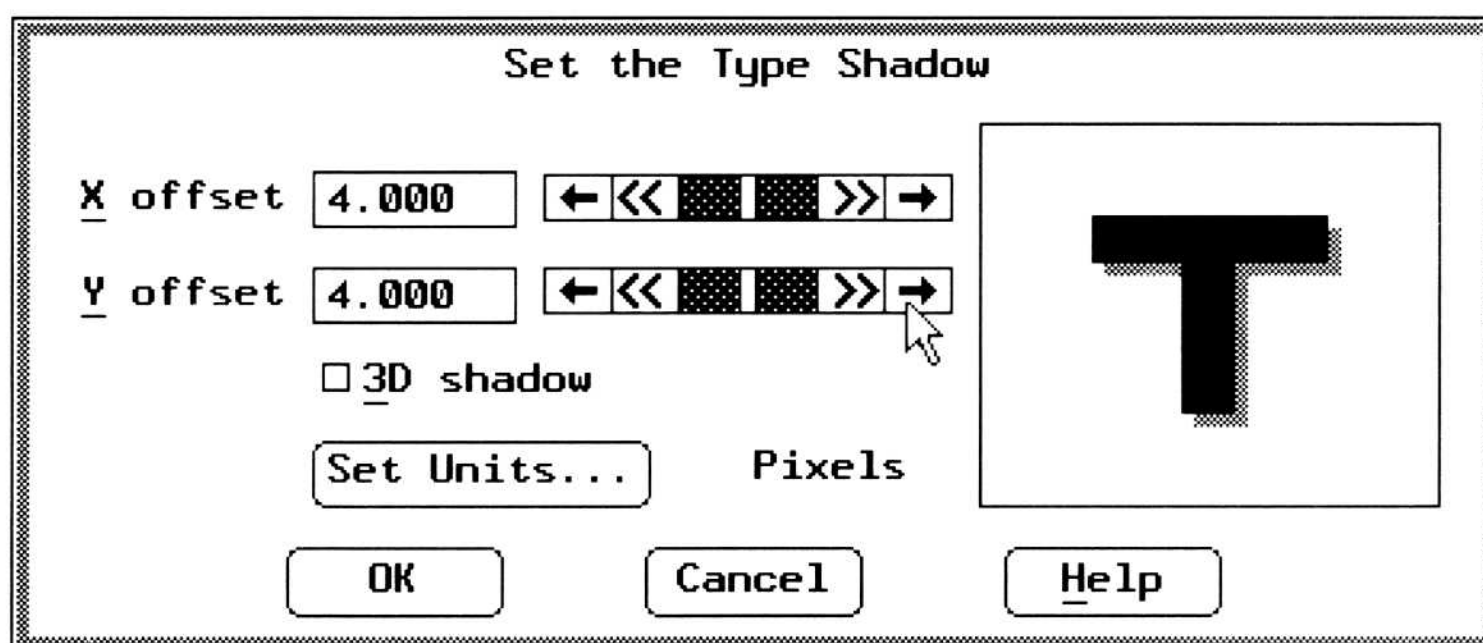 Set the Type Shadow
X offset 4.000 ← << >> →
Y offset 4.000 ← << >> →
3D shadow
Set Units... Pixels
T
OK Cancel Help